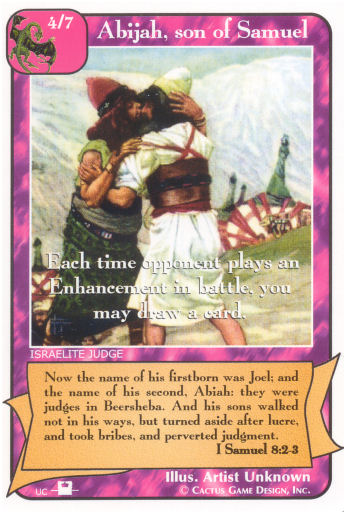 4/7
Abijah, son of Samuel
Each time opponent plays an
Enhancement in battle, you
may draw a card.
ISRAELITE JUDGE
Now the name of his firstborn was Joel; and
the name of his second, Abiah: they were
judges in Beersheba. And his sons walked
not in his ways, but turned aside after lucre,
and took bribes, and perverted judgment.
I Samuel 8:2-3
Illus. Artist Unknown
UC
© CACTUS GAME DESIGN, INC.